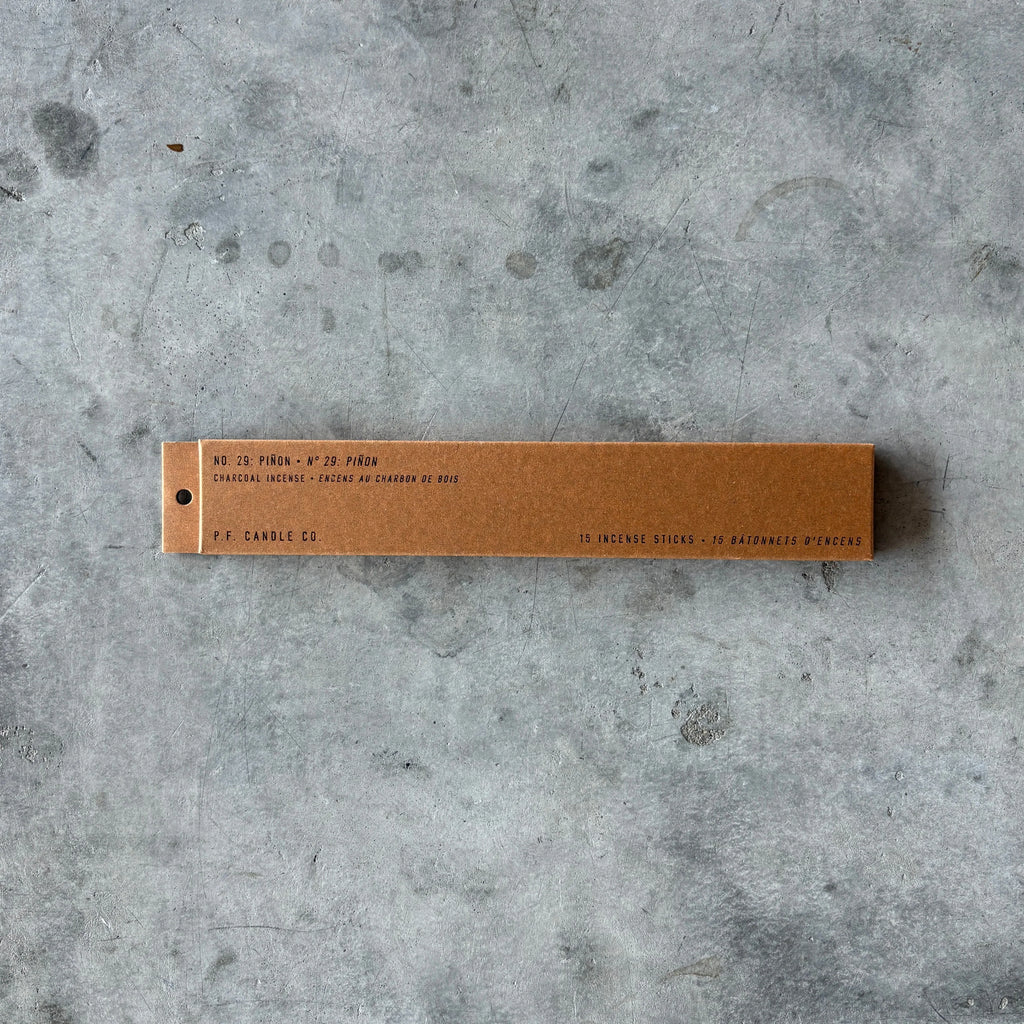 NO. 29: PIÑON • N° 29: PIÑON
CHARCOAL INCENSE • ENCENS AU CHARBON DE BOIS
P.F. CANDLE CO.
15 INCENSE STICKS • 15 BÂTONNETS D'ENCENS